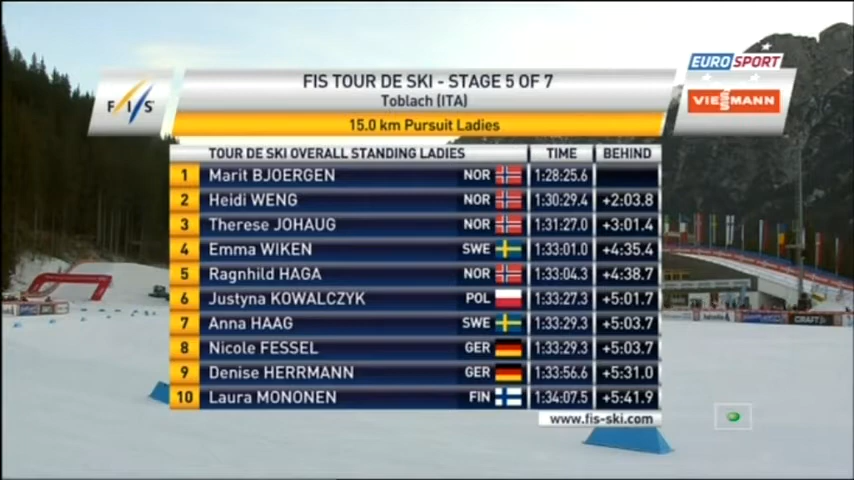 FIS TOUR DE SKI - STAGE 5 OF 7
EUROSPORT
FIS
Toblach (ITA)
VIESSMANN
15.0 km Pursuit Ladies
TOUR DE SKI OVERALL STANDING LADIES TIME BEHIND
1 Marit BJOERGEN NOR 1:28:25.6
2 Heidi WENG NOR 1:30:29.4 +2:03.8
3 Therese JOHAUG NOR 1:31:27.0 +3:01.4
4 Emma WIKEN SWE 1:33:01.0 +4:35.4
5 Ragnhild HAGA NOR 1:33:04.3 +4:38.7
6 Justyna KOWALCZYK POL 1:33:27.3 +5:01.7
7 Anna HAAG SWE 1:33:29.3 +5:03.7
8 Nicole FESSEL GER 1:33:29.3 +5:03.7
9 Denise HERRMANN GER 1:33:56.6 +5:31.0
10 Laura MONONEN FIN 1:34:07.5 +5:41.9
www.fis-ski.com